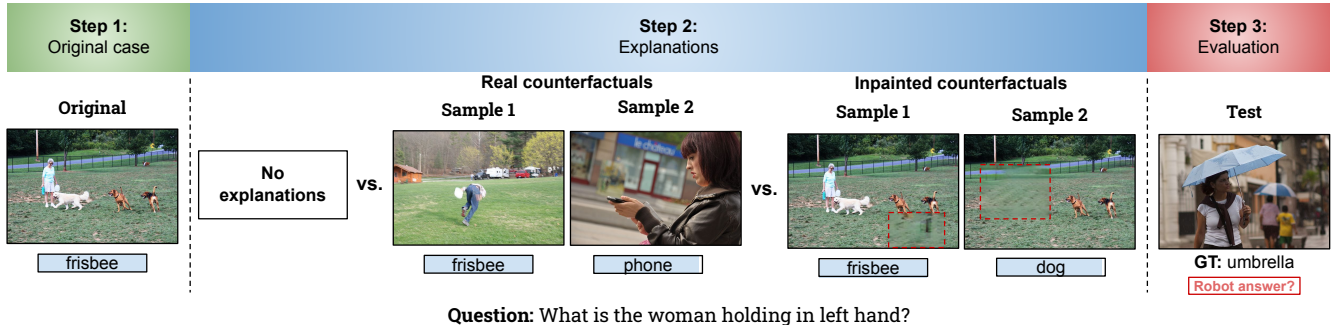 Step 1:
Original case
Step 2:
Explanations
Step 3:
Evaluation
Original
frisbee
No
explanations
vs.
Real counterfactuals
Sample 1
Sample 2
le chateau
frisbee
phone
vs.
Inpainted counterfactuals
Sample 1
Sample 2
frisbee
dog
Test
GT: umbrella
Robot answer?
Question: What is the woman holding in left hand?